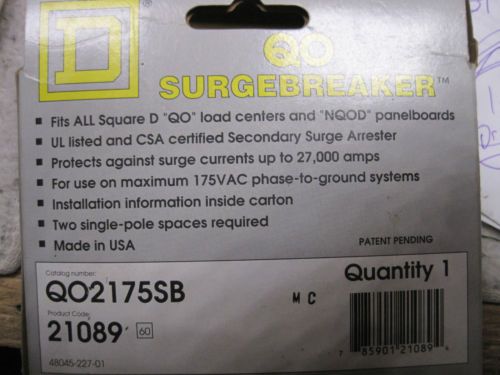 D
QO
SURGEBREAKER™
▪ Fits ALL Square D "QO" load centers and "NQOD" panelboards
▪ UL listed and CSA certified Secondary Surge Arrester
▪ Protects against surge currents up to 27,000 amps
▪ For use on maximum 175VAC phase-to-ground systems
▪ Installation information inside carton
▪ Two single-pole spaces required
▪ Made in USA
PATENT PENDING
Catalog number:
QO2175SB
MC
Quantity 1
Product Code:
21089
60
48045-227-01
7 85901 21089